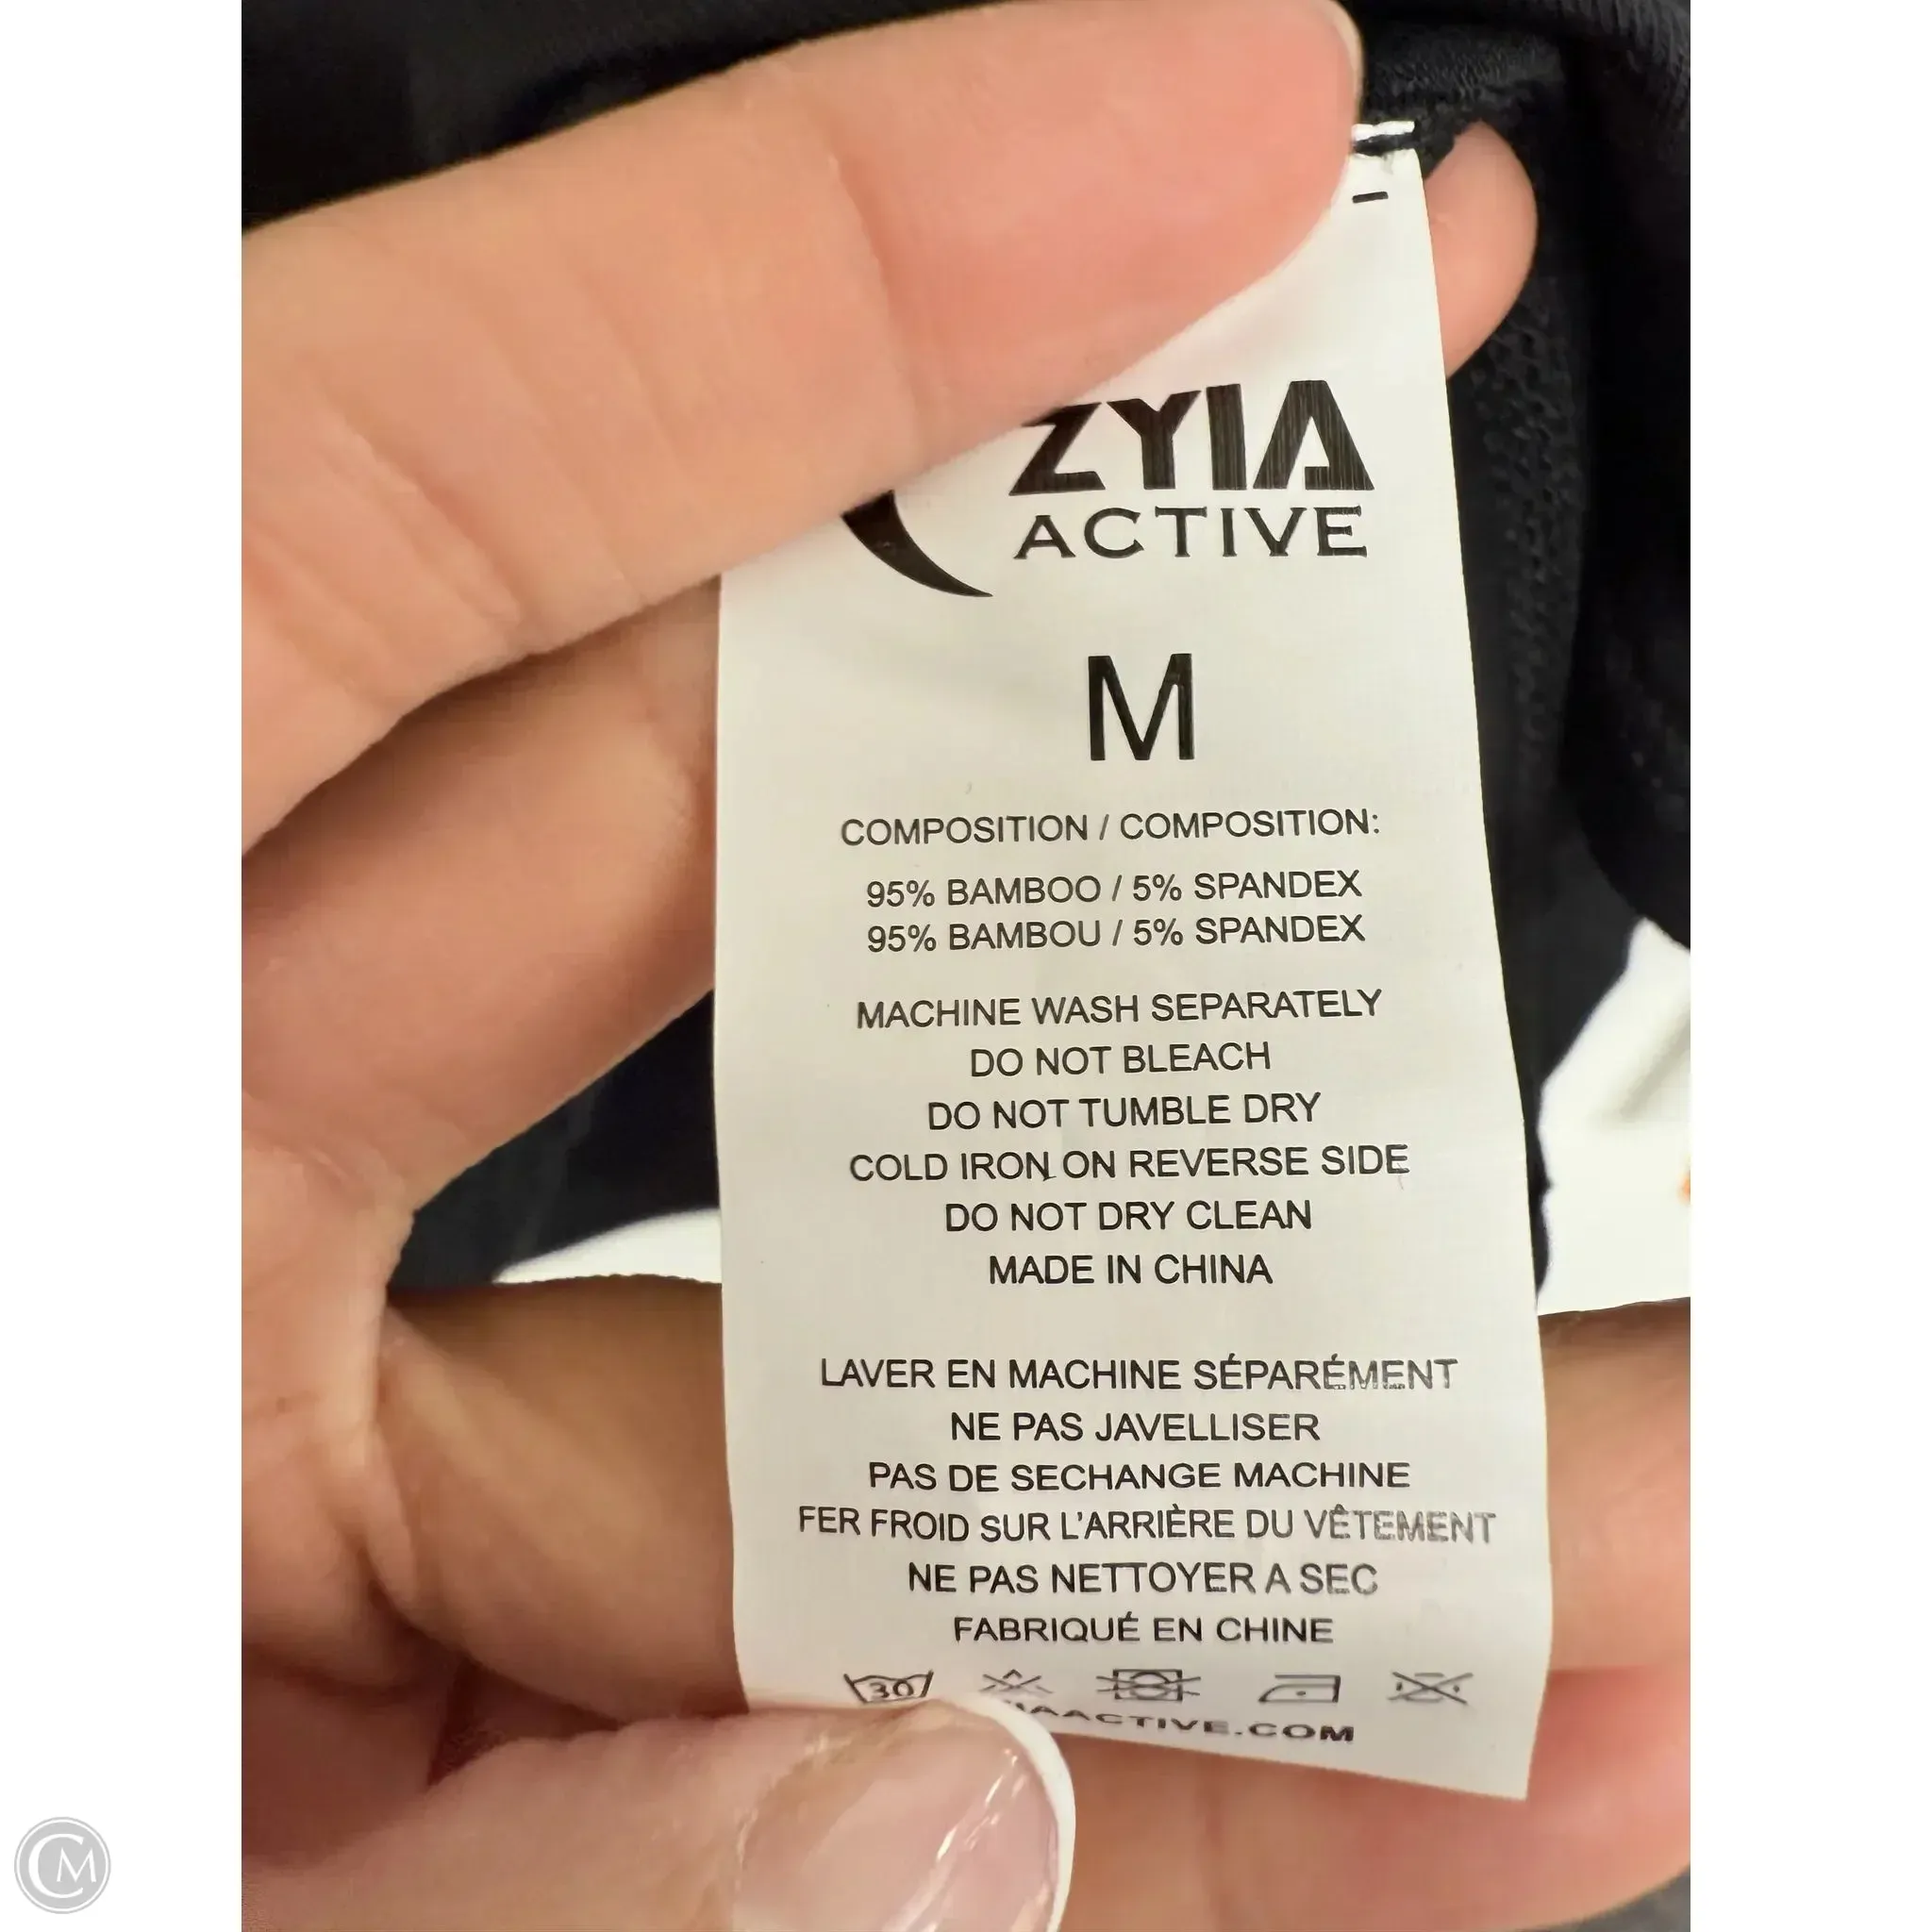 ZYIA
ACTIVE
M
COMPOSITION / COMPOSITION:
95% BAMBOO / 5% SPANDEX
95% BAMBOU / 5% SPANDEX
MACHINE WASH SEPARATELY
DO NOT BLEACH
DO NOT TUMBLE DRY
COLD IRON ON REVERSE SIDE
DO NOT DRY CLEAN
MADE IN CHINA
LAVER EN MACHINE SÉPARÉMENT
NE PAS JAVELLISER
PAS DE SECHANGE MACHINE
FER FROID SUR L'ARRIÈRE DU VÊTEMENT
NE PAS NETTOYER A SEC
FABRIQUÉ EN CHINE
30
CM